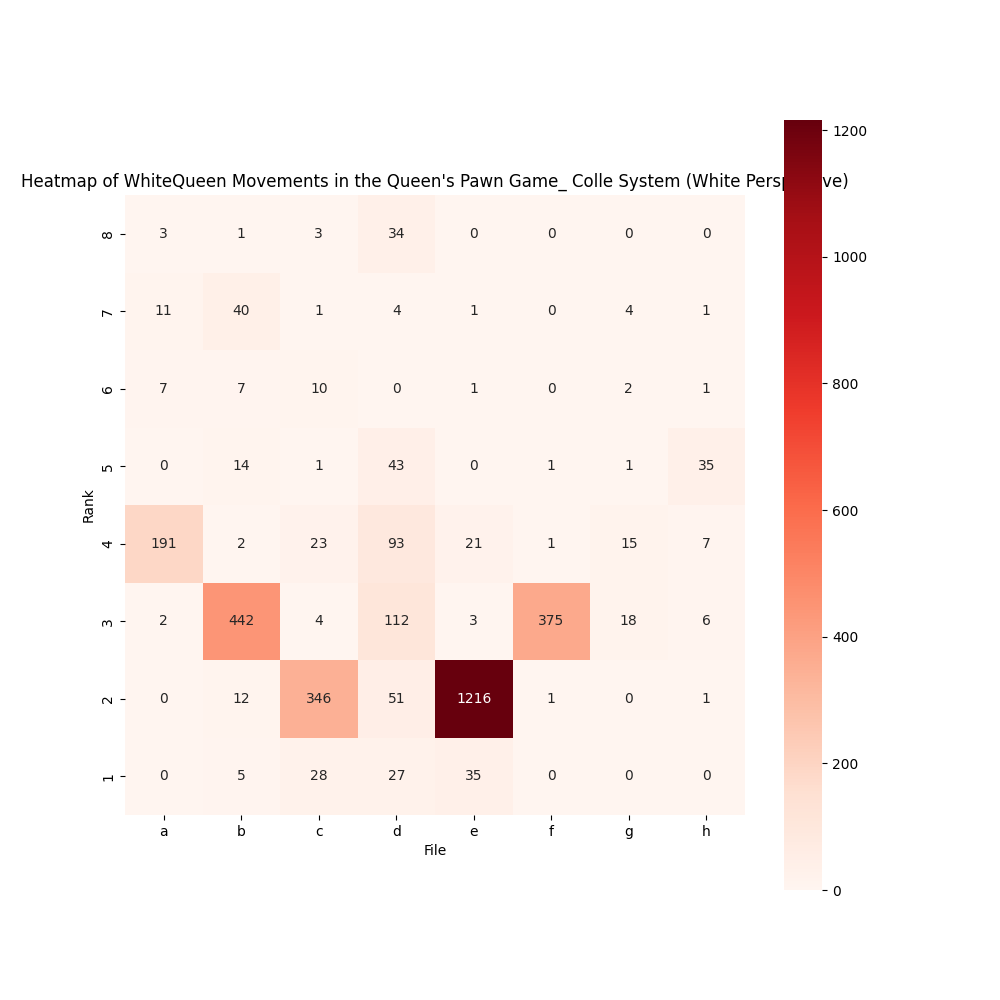 Heatmap of WhiteQueen Movements in the Queen's Pawn Game_ Colle System (White Persp ve)
1200
1000
800
600
400
200
0
Rank
8 3 1 3 34 0 0 0 0
7 11 40 1 4 1 0 4 1
6 7 7 10 0 1 0 2 1
5 0 14 1 43 0 1 1 35
4 191 2 23 93 21 1 15 7
3 2 442 4 112 3 375 18 6
2 0 12 346 51 1216 1 0 1
1 0 5 28 27 35 0 0 0
a b c d e f g h
File